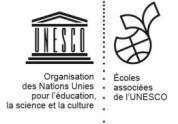 UNESCO
Organisation
des Nations Unies
pour l'éducation,
la science et la culture
Écoles
associées
de l'UNESCO